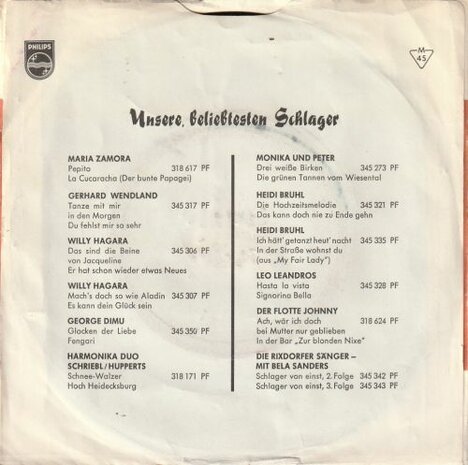 PHILIPS
M
45
Unsere beliebtesten Schlager
MARIA ZAMORA
Pepito 318 617 PF
La Cucaracha (Der bunte Papagei)
GERHARD WENDLAND
Tanze mit mir 345 317 PF
in den Morgen
Du fehlst mir so sehr
WILLY HAGARA
Das sind die Beine 345 306 PF
von Jacqueline
Er hat schon wieder etwas Neues
WILLY HAGARA
Mach's doch so wie Aladin 345 307 PF
Es kann dein Glück sein
GEORGE DIMU
Glocken der Liebe 345 350 PF
Fengari
HARMONIKA DUO
SCHRIEBL/HUPPERTS
Schnee-Walzer 318 171 PF
Hoch Heidecksburg
MONIKA UND PETER
Drei weiße Birken 345 273 PF
Die grünen Tannen vom Wiesental
HEIDI BRUHL
Die Hochzeitsmelodie 345 321 PF
Das kann doch nie zu Ende gehn
HEIDI BRUHL
Ich hätt' getanzt heut' nacht 345 335 PF
In der Straße wohnst du
(aus „My Fair Lady")
LEO LEANDROS
Hasta la vista 345 328 PF
Signorina Bella
DER FLOTTE JOHNNY
Ach, wär ich doch 318 624 PF
bei Mutter nur geblieben
In der Bar „Zur blonden Nixe"
DIE RIXDORFER SÄNGER –
MIT BELA SANDERS
Schlager von einst, 2. Folge 345 342 PF
Schlager von einst, 3. Folge 345 343 PF